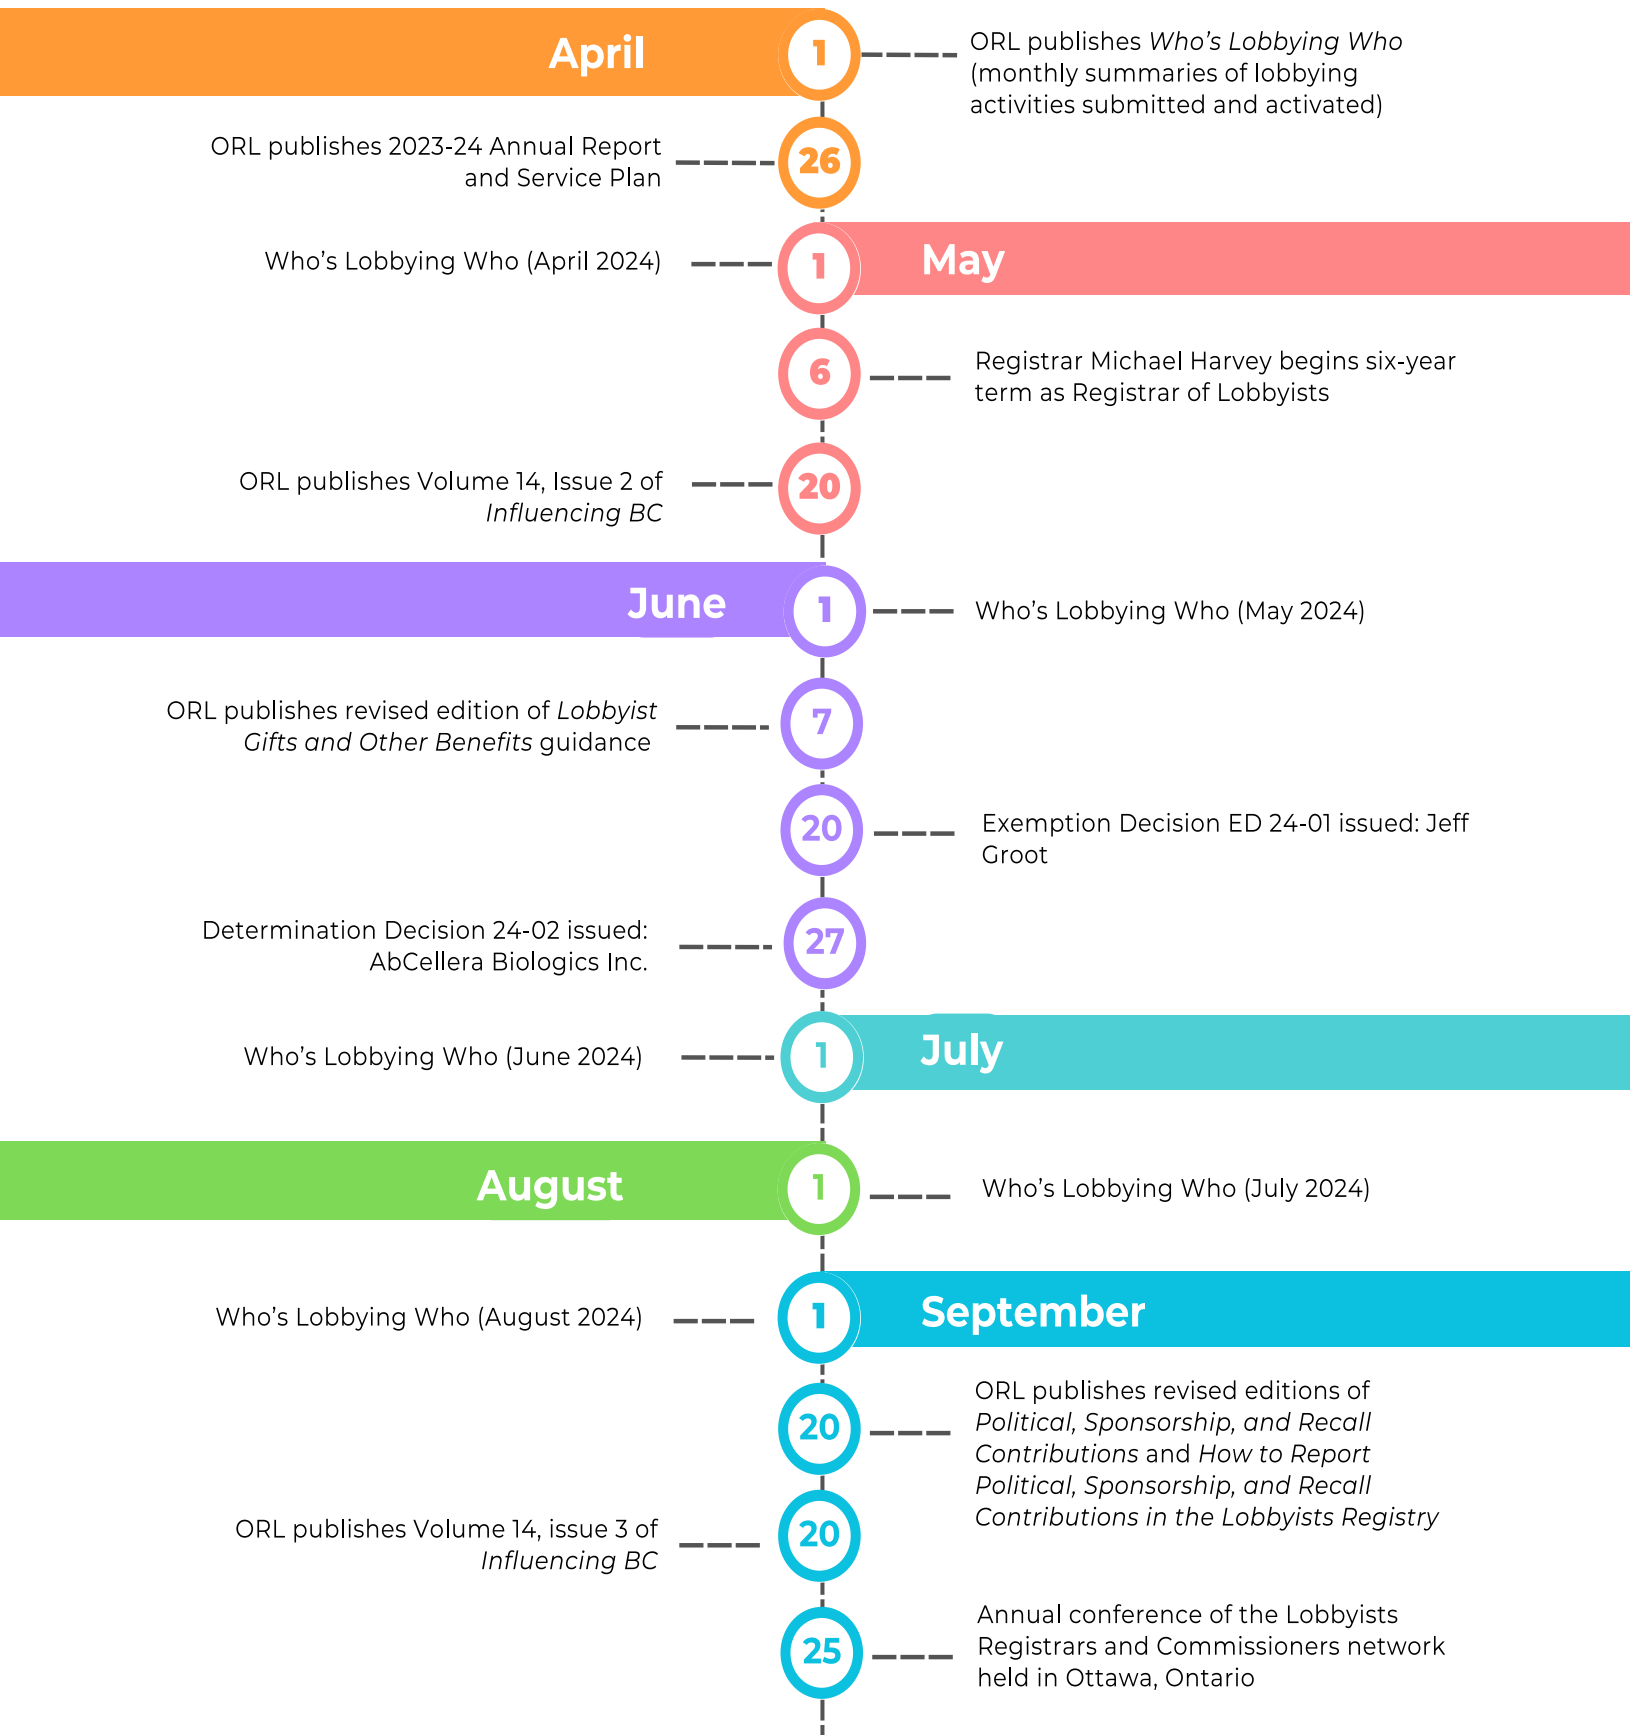 April
1
ORL publishes Who's Lobbying Who
(monthly summaries of lobbying
activities submitted and activated)
ORL publishes 2023-24 Annual Report
and Service Plan
26
Who's Lobbying Who (April 2024)
1
May
6
Registrar Michael Harvey begins six-year
term as Registrar of Lobbyists
ORL publishes Volume 14, Issue 2 of
Influencing BC
20
June
1
Who's Lobbying Who (May 2024)
ORL publishes revised edition of Lobbyist
Gifts and Other Benefits guidance
7
20
Exemption Decision ED 24-01 issued: Jeff
Groot
Determination Decision 24-02 issued:
AbCellera Biologics Inc.
27
Who's Lobbying Who (June 2024)
1
July
August
1
Who's Lobbying Who (July 2024)
Who's Lobbying Who (August 2024)
1
September
20
ORL publishes revised editions of
Political, Sponsorship, and Recall
Contributions and How to Report
Political, Sponsorship, and Recall
Contributions in the Lobbyists Registry
ORL publishes Volume 14, issue 3 of
Influencing BC
20
25
Annual conference of the Lobbyists
Registrars and Commissioners network
held in Ottawa, Ontario